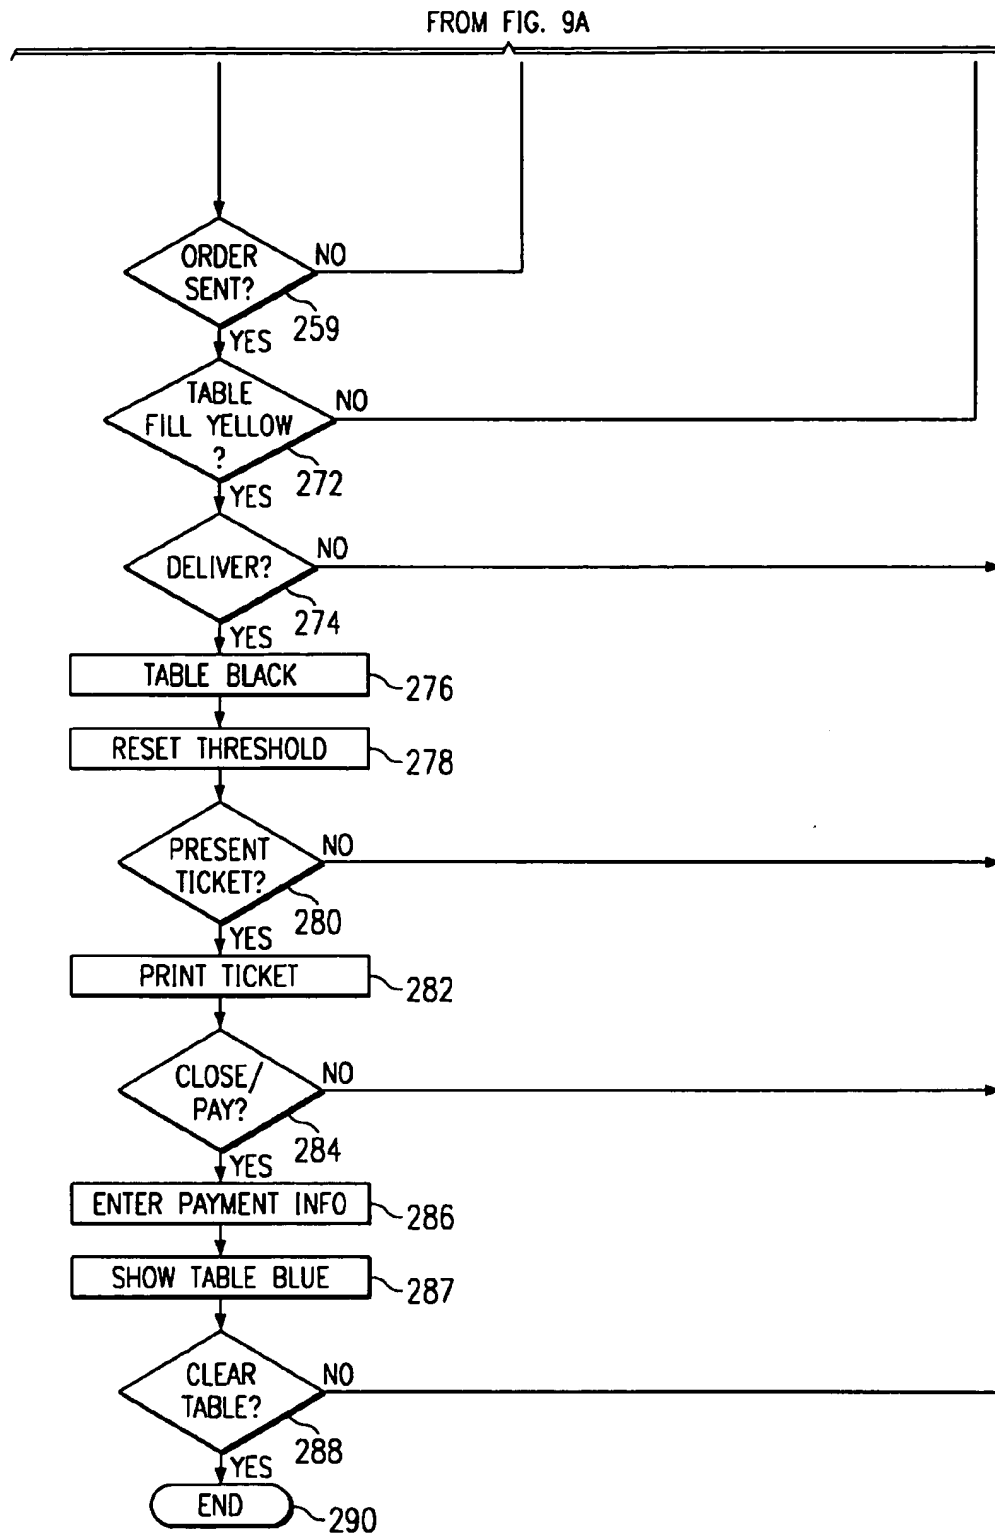 FROM FIG. 9A
ORDER
SENT?
NO
259
YES
TABLE
FILL YELLOW
?
NO
272
YES
DELIVER?
NO
274
YES
TABLE BLACK
276
RESET THRESHOLD
278
PRESENT
TICKET?
NO
280
YES
PRINT TICKET
282
CLOSE/
PAY?
NO
284
YES
ENTER PAYMENT INFO
286
SHOW TABLE BLUE
287
CLEAR
TABLE?
NO
288
YES
END
290